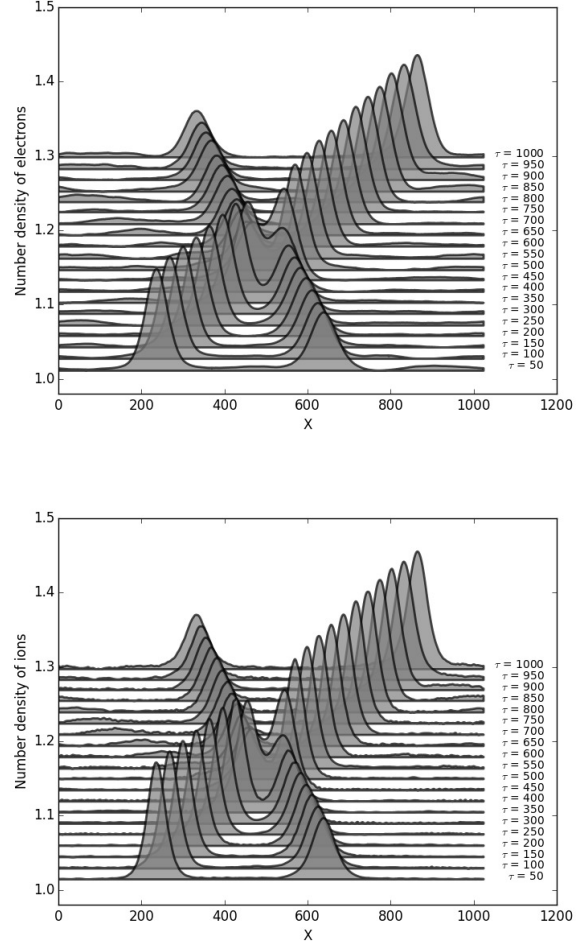 1.5
1.4
1.3
1.2
1.1
1.0
Number density of electrons
τ = 1000
τ = 950
τ = 900
τ = 850
τ = 800
τ = 750
τ = 700
τ = 650
τ = 600
τ = 550
τ = 500
τ = 450
τ = 400
τ = 350
τ = 300
τ = 250
τ = 200
τ = 150
τ = 100
τ = 50
0 200 400 600 800 1000 1200
X
1.5
1.4
1.3
1.2
1.1
1.0
Number density of ions
τ = 1000
τ = 950
τ = 900
τ = 850
τ = 800
τ = 750
τ = 700
τ = 650
τ = 600
τ = 550
τ = 500
τ = 450
τ = 400
τ = 350
τ = 300
τ = 250
τ = 200
τ = 150
τ = 100
τ = 50
0 200 400 600 800 1000 1200
X